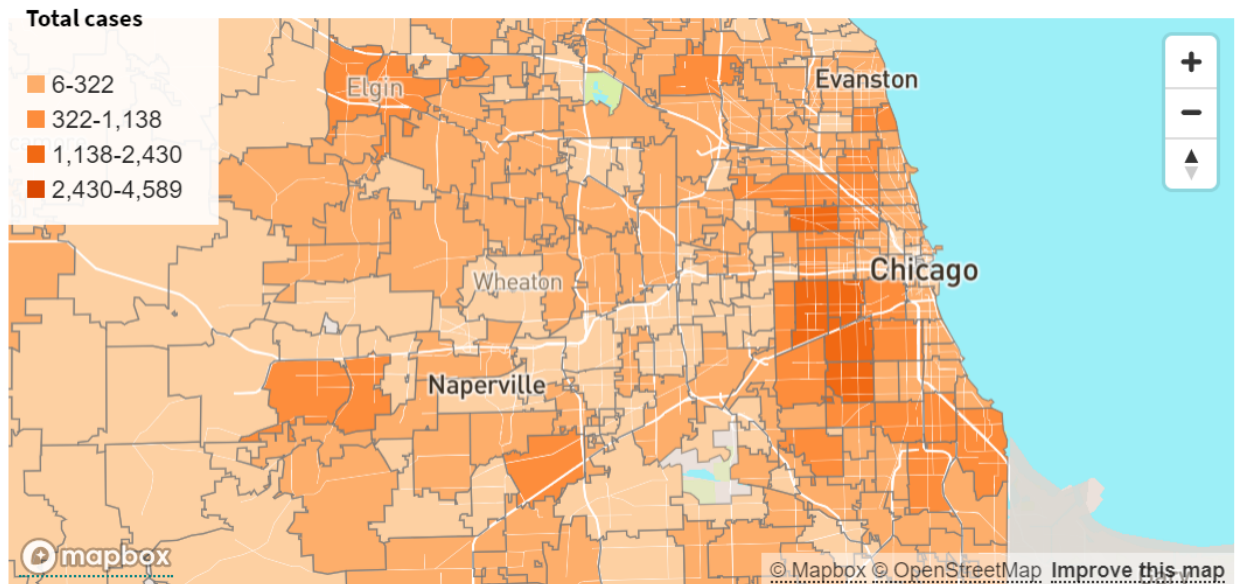 Total cases
6-322
322-1,138
1,138-2,430
2,430-4,589
Elgin
Evanston
Chicago
Wheaton
Naperville
+
−
mapbox
© Mapbox © OpenStreetMap Improve this map